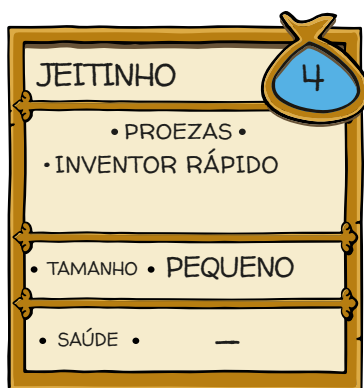 JEITINHO 4
• PROEZAS •
• INVENTOR RÁPIDO
• TAMANHO • PEQUENO
• SAÚDE • —